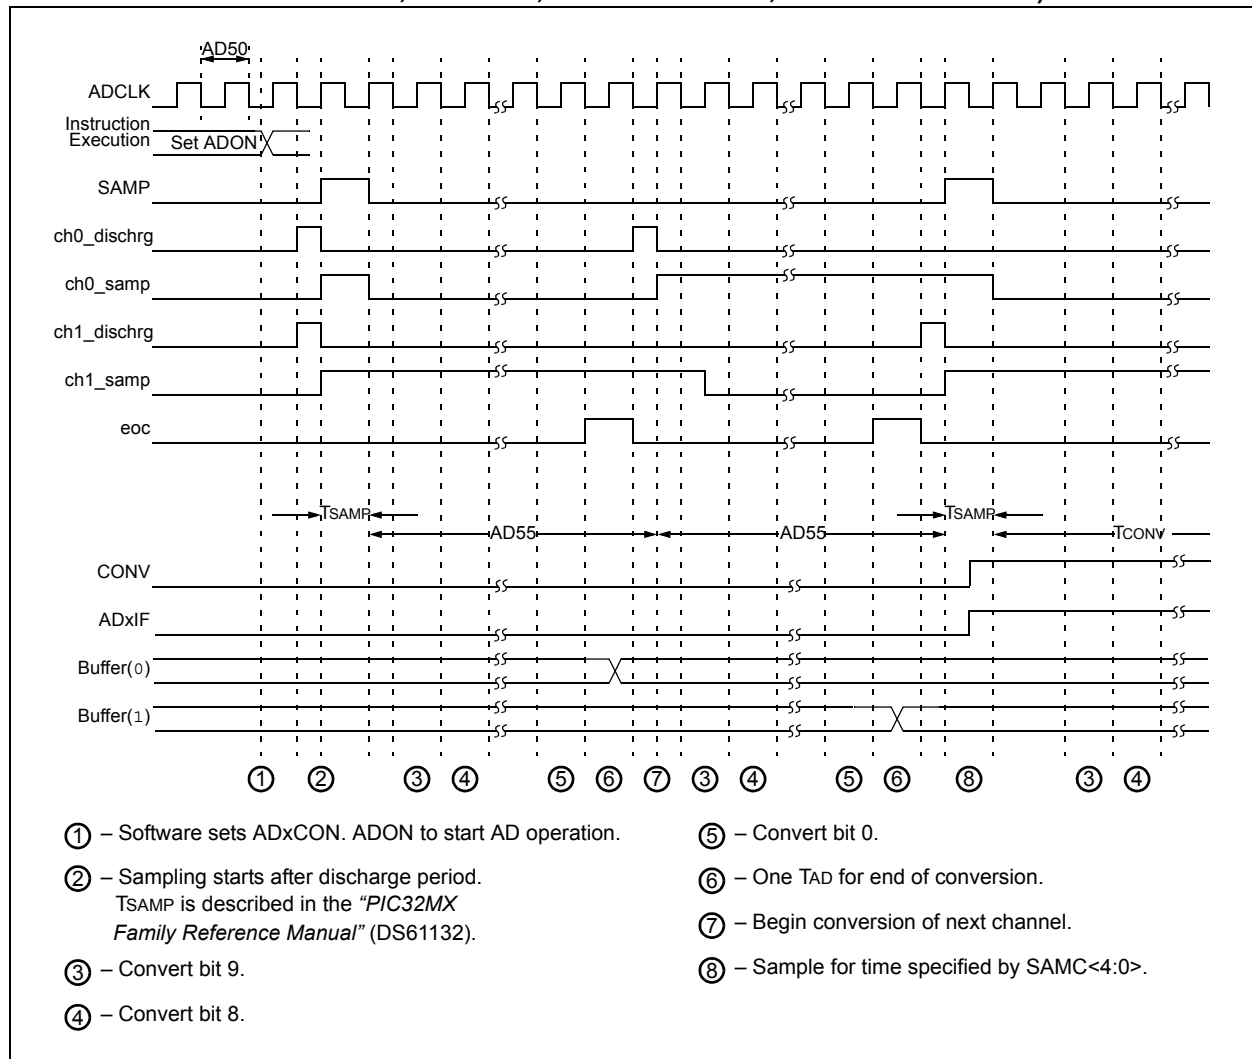 AD50
ADCLK
Instruction
Execution
Set ADON
SAMP
ch0_dischrg
ch0_samp
ch1_dischrg
ch1_samp
eoc
TSAMP
TSAMP
AD55
AD55
TCONV
CONV
ADxIF
Buffer(0)
Buffer(1)
1 2 3 4 5 6 7 3 4 5 6 8 3 4
1 – Software sets ADxCON. ADON to start AD operation.
2 – Sampling starts after discharge period.
TSAMP is described in the "PIC32MX
Family Reference Manual" (DS61132).
3 – Convert bit 9.
4 – Convert bit 8.
5 – Convert bit 0.
6 – One TAD for end of conversion.
7 – Begin conversion of next channel.
8 – Sample for time specified by SAMC<4:0>.